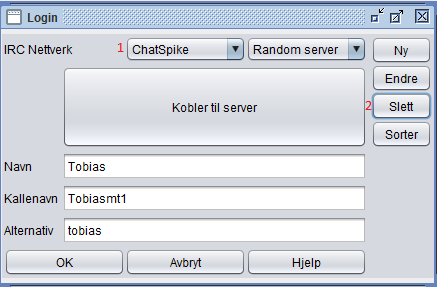 Login
IRC Nettverk 1 ChatSpike Random server Ny
Endre
Kobler til server
2 Slett
Sorter
Navn Tobias
Kallenavn Tobiasmt1
Alternativ tobias
OK Avbryt Hjelp